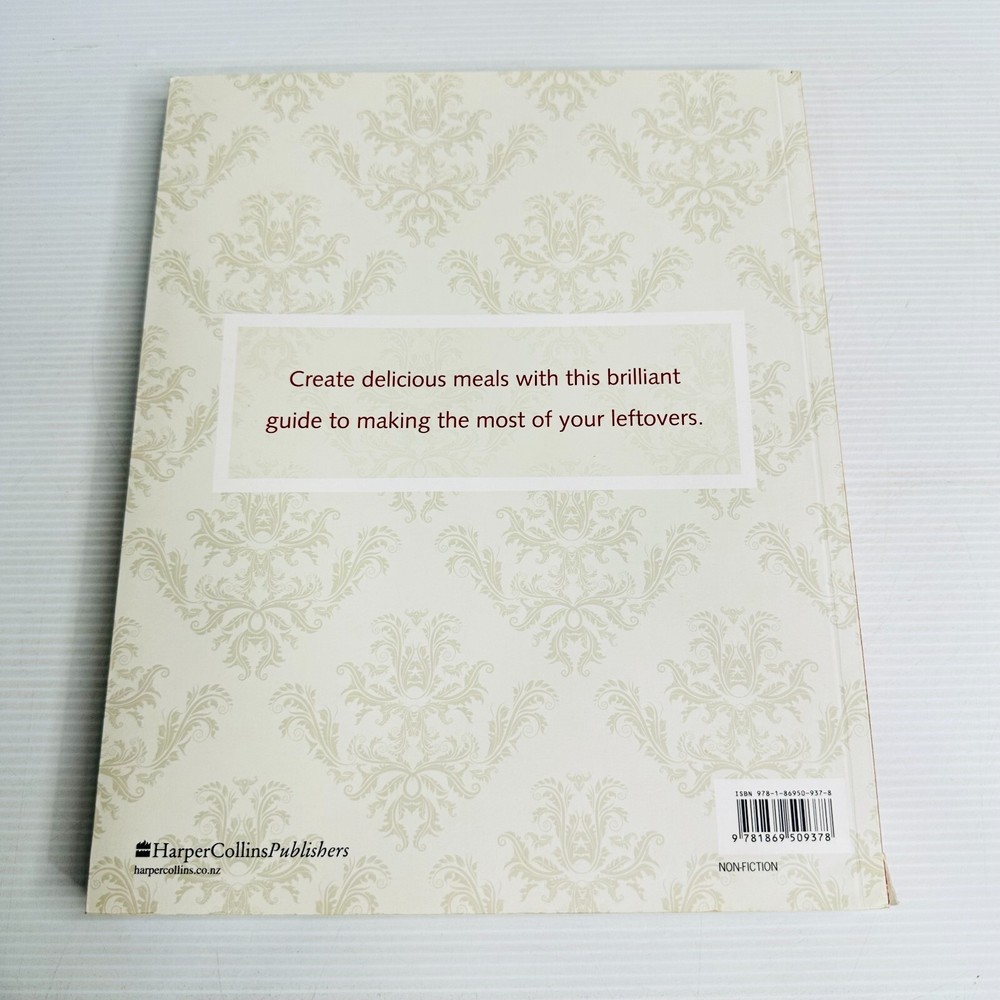 Create delicious meals with this brilliant
guide to making the most of your leftovers.
HarperCollinsPublishers
harpercollins.co.nz
ISBN 978-1-86950-937-8
9 781869 509378
NON-FICTION